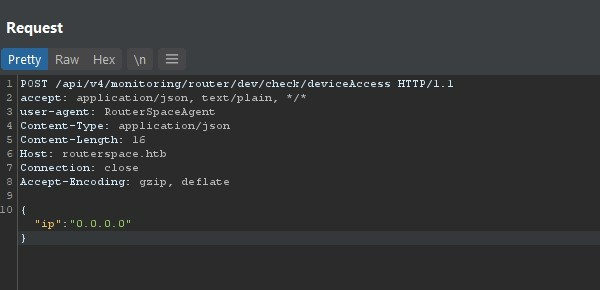 Request
Pretty Raw Hex \n
1 POST /api/v4/monitoring/router/dev/check/deviceAccess HTTP/1.1
2 accept: application/json, text/plain, */*
3 user-agent: RouterSpaceAgent
4 Content-Type: application/json
5 Content-Length: 16
6 Host: routerspace.htb
7 Connection: close
8 Accept-Encoding: gzip, deflate
9
10 {
"ip":"0.0.0.0"
}